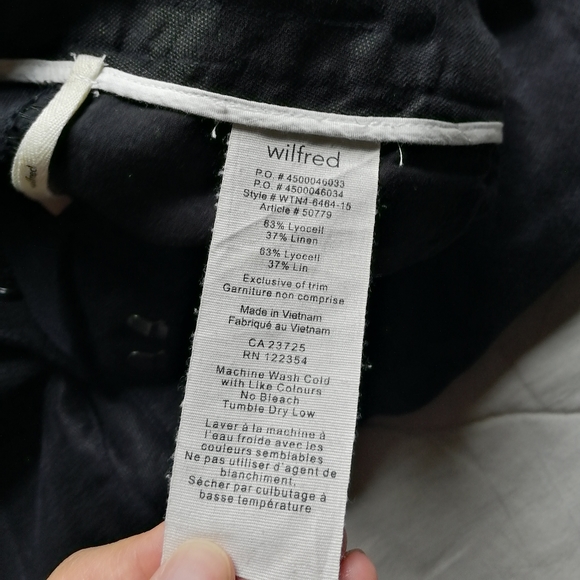 wilfred
P.O. # 4500046033
P.O. # 4500046034
Style # WTN4-6464-15
Article # 50779
63% Lyocell
37% Linen
63% Lyocell
37% Lin
Exclusive of trim
Garniture non comprise
Made in Vietnam
Fabriqué au Vietnam
CA 23725
RN 122354
Machine Wash Cold
with Like Colours
No Bleach
Tumble Dry Low
Laver à la machine à
l'eau froide avec les
couleurs semblables
Ne pas utiliser d'agent de
blanchiment.
Sécher par culbutage à
basse température